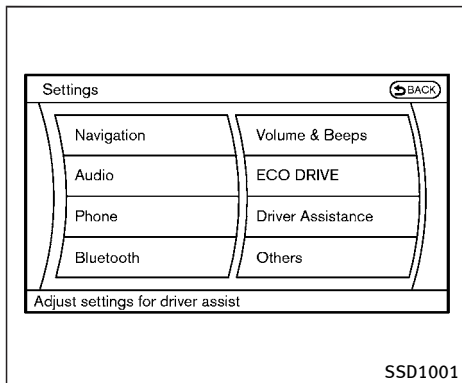 Settings
BACK
Navigation
Volume & Beeps
Audio
ECO DRIVE
Phone
Driver Assistance
Bluetooth
Others
Adjust settings for driver assist
SSD1001